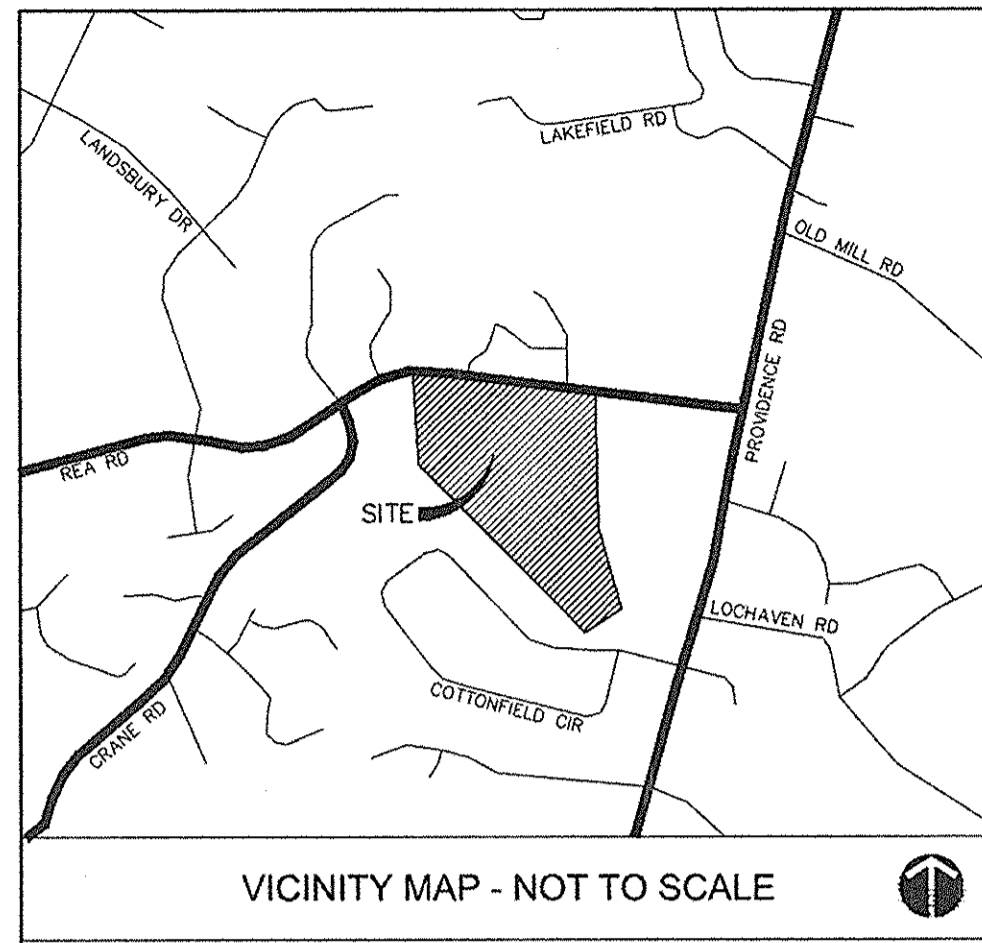 LAKEFIELD RD
LANDSBURY DR
OLD MILL RD
PROVIDENCE RD
REA RD
SITE
LOCHAVEN RD
COTTONFIELD CIR
CRANE RD
VICINITY MAP - NOT TO SCALE